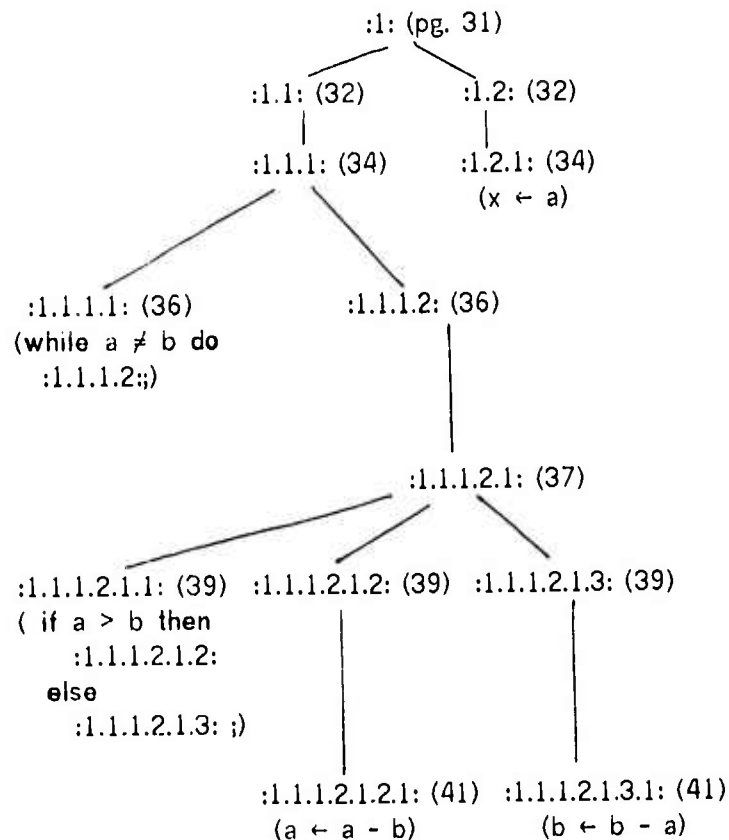 :1: (pg. 31)
:1.1: (32) :1.2: (32)
:1.1.1: (34) :1.2.1: (34)
(x ← a)
:1.1.1.1: (36) :1.1.1.2: (36)
(while a ≠ b do
:1.1.1.2:;)
:1.1.1.2.1: (37)
:1.1.1.2.1.1: (39) :1.1.1.2.1.2: (39) :1.1.1.2.1.3: (39)
( if a > b then
:1.1.1.2.1.2:
else
:1.1.1.2.1.3: ;)
:1.1.1.2.1.2.1: (41) :1.1.1.2.1.3.1: (41)
(a ← a - b) (b ← b - a)